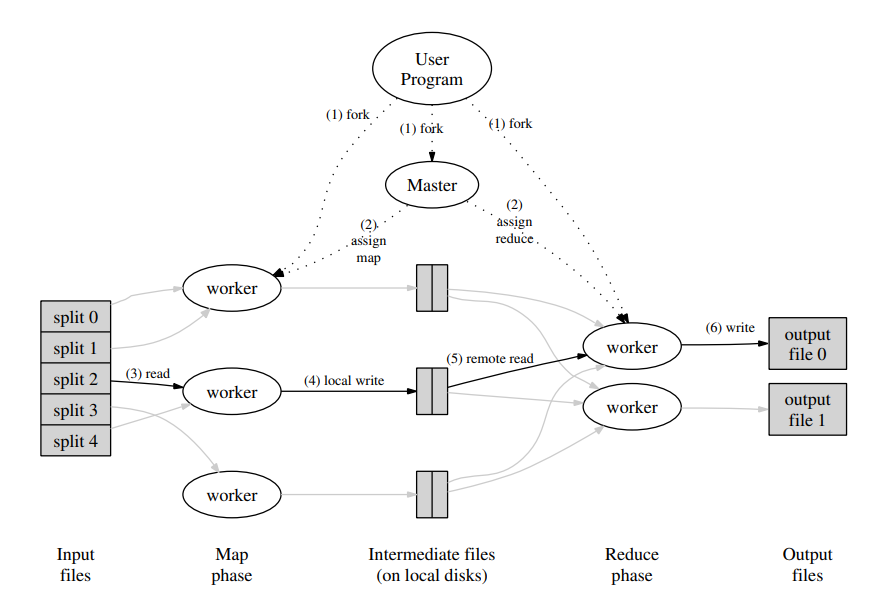 User
Program
(1) fork
(1) fork
(1) fork
Master
(2)
assign
map
(2)
assign
reduce
worker
split 0
split 1
split 2
split 3
split 4
(3) read
worker
(4) local write
(5) remote read
worker
worker
(6) write
output
file 0
worker
output
file 1
Input
files
Map
phase
Intermediate files
(on local disks)
Reduce
phase
Output
files